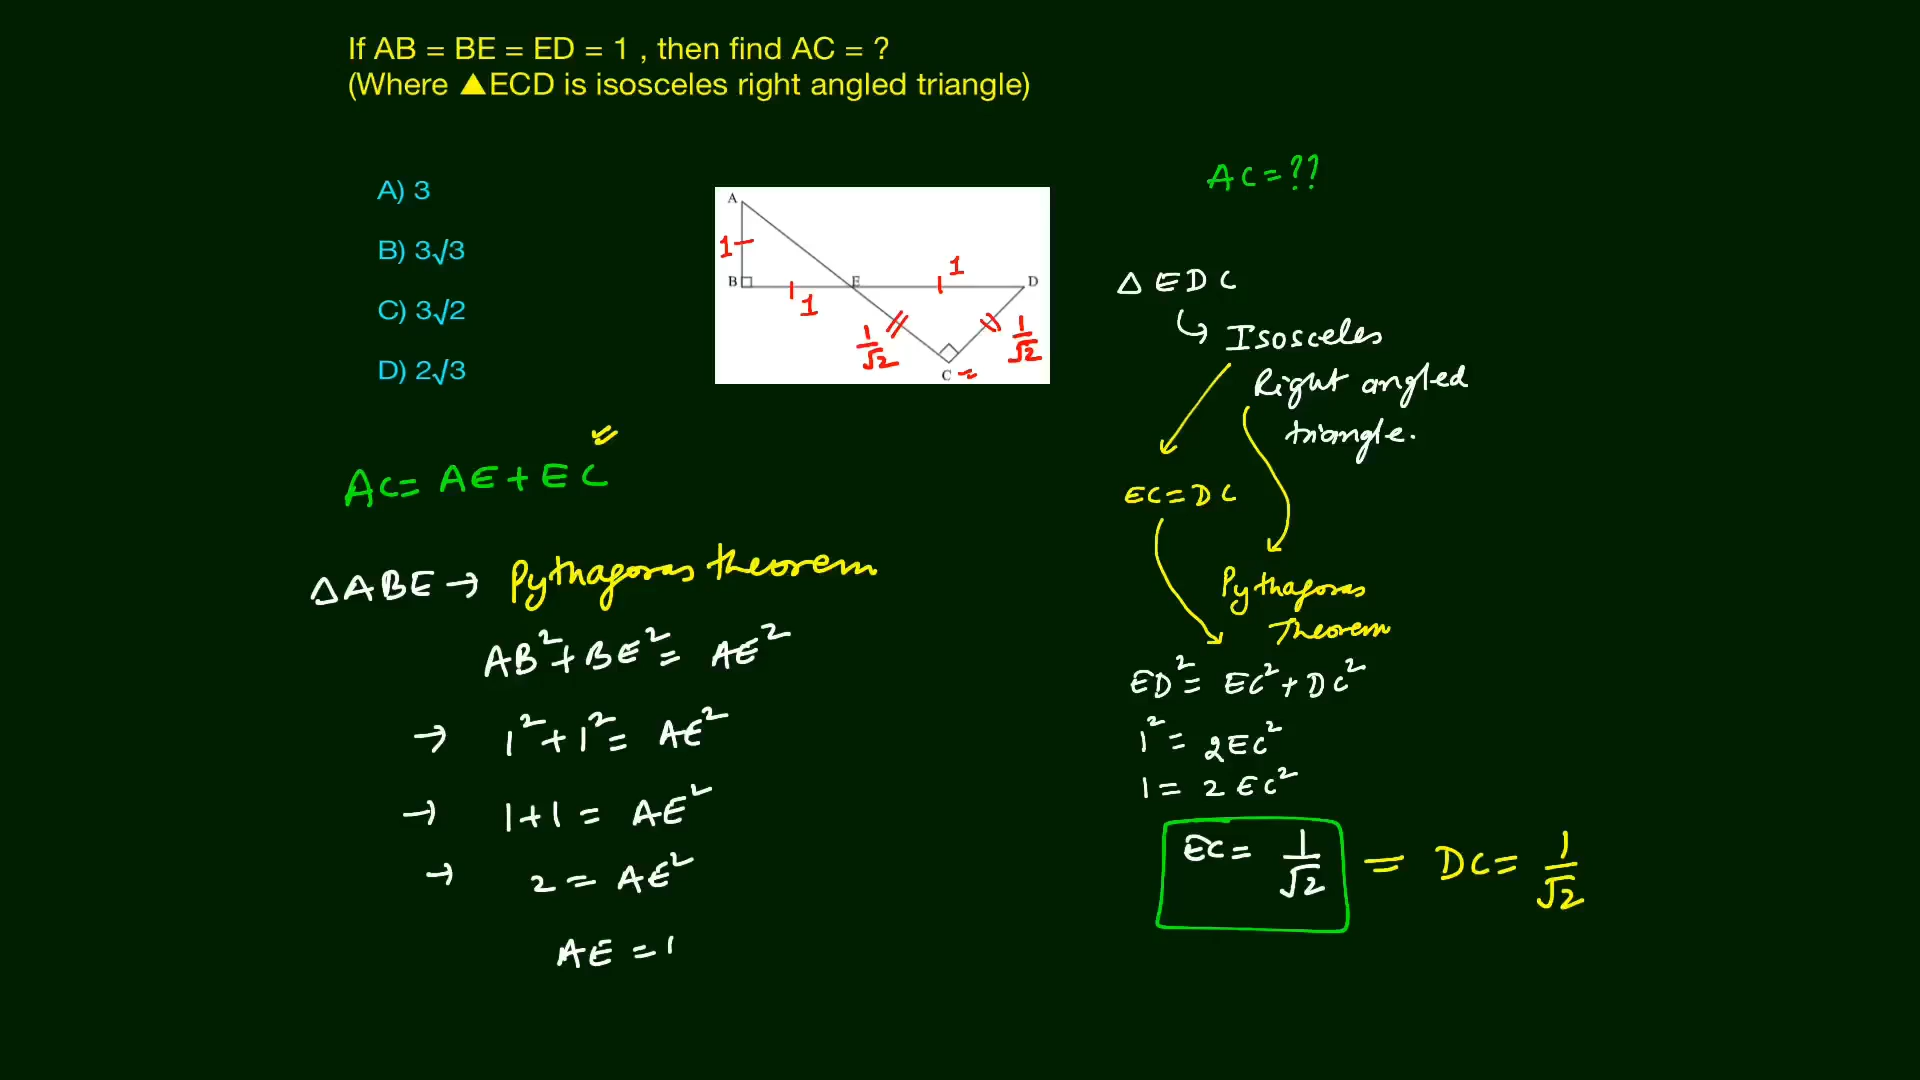 If AB = BE = ED = 1 , then find AC = ?
(Where ▲ECD is isosceles right angled triangle)
A) 3
B) 3√3
C) 3√2
D) 2√3
A
1
B
1
E
1
D
1/√2
1/√2
C =
AC = ??
AC = AE + EC
△ABE → Pythagoras theorem
AB² + BE² = AE²
→ 1² + 1² = AE²
→ 1+1 = AE²
→ 2 = AE²
AE = 1
△ EDC
↳ Isosceles
Right angled
triangle.
EC = DC
Pythagoras
Theorem
ED² = EC² + DC²
1² = 2EC²
1 = 2 EC²
EC = 1/√2 = DC = 1/√2